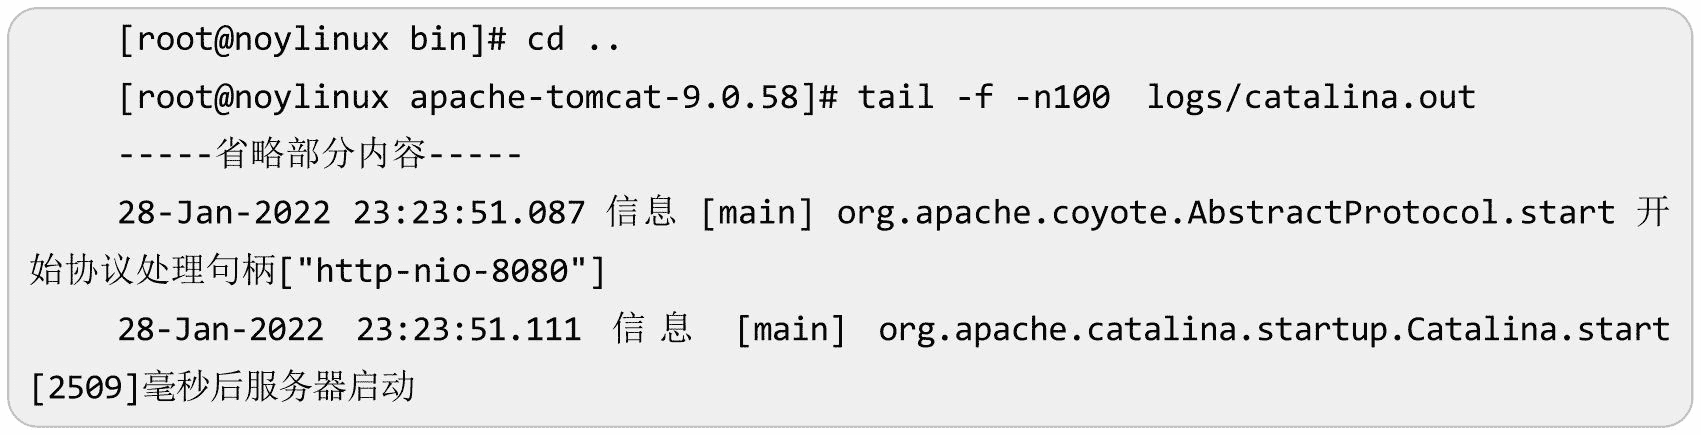 [root@noylinux bin]# cd ..
[root@noylinux apache-tomcat-9.0.58]# tail -f -n100  logs/catalina.out
-----省略部分内容-----
28-Jan-2022 23:23:51.087 信息 [main] org.apache.coyote.AbstractProtocol.start 开
始协议处理句柄["http-nio-8080"]
28-Jan-2022 23:23:51.111 信息 [main] org.apache.catalina.startup.Catalina.start
[2509]毫秒后服务器启动